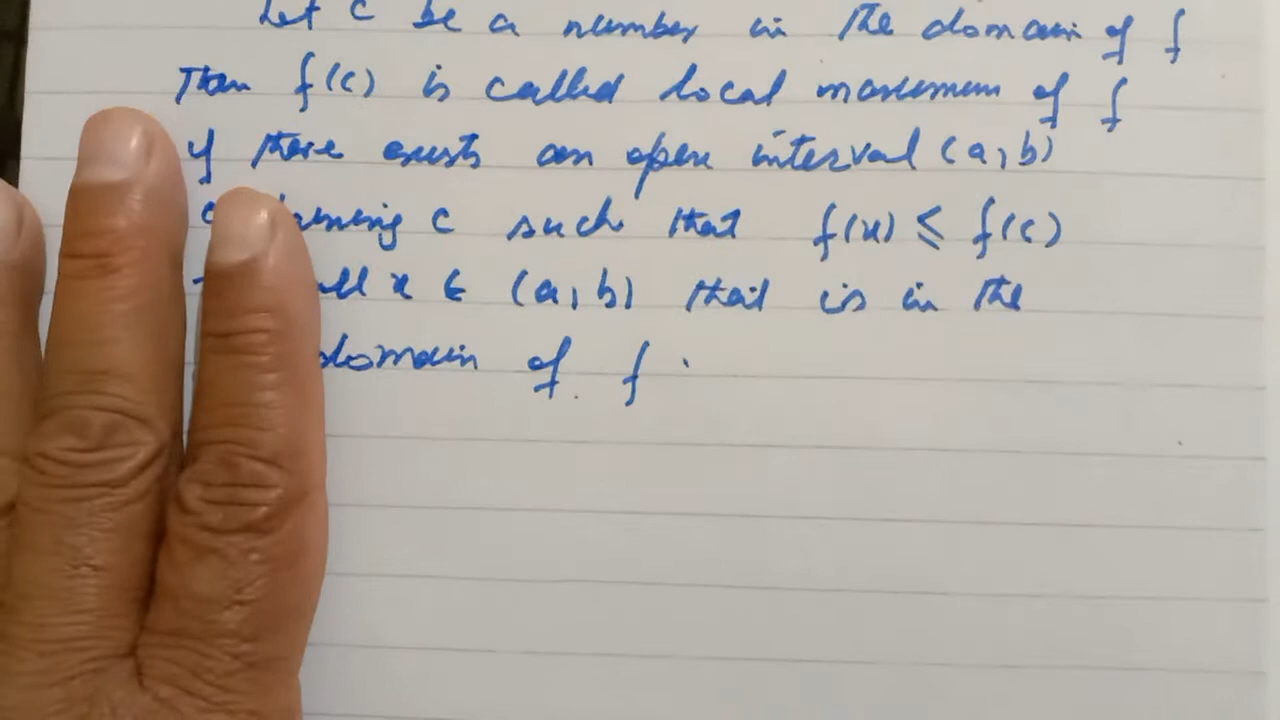 Let c be a number in the domain of f
Then f(c) is called local maximum of f
if there exists an open interval (a, b)
c such that f(x) ≤ f(c)
x ∈ (a, b) that is in the
domain of f.